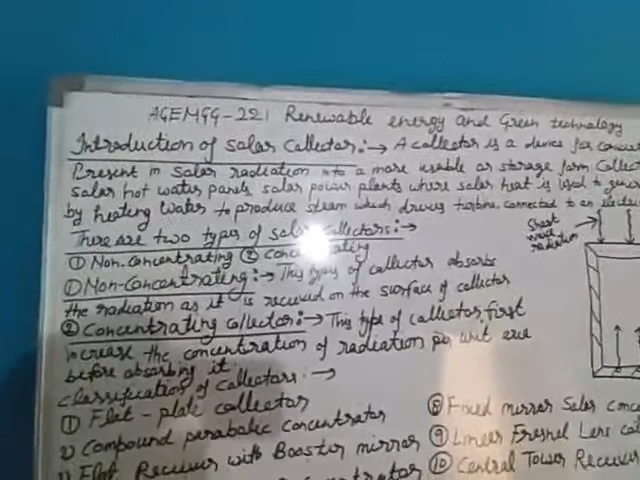 AGEMGG-221 Renewable energy and Green technology
Introduction of solar Collector:→ A collector is a device for
Present in solar radiation into a more usable or storage form
solar hot water panels solar power plants where solar heat is used to
by heating water to produce steam which drives turbine connected to an
There are two types of solar collectors:→
① Non.concentrating ②
① Non-Concentrating:→ This type of collector absorbs
the radiation as it is received on the surface of collector
② Concentrating collector:→ This type of collector, first
increase the concentration of radiation per unit area
before absorbing it.
classification of Collectors.→
① Flat-plate collector
2) Compound parabolic concentrator
Flat Receiver with Booster mirror
Short
wave
radiation
⑧ Fixed mirror Solar
⑨ Linear Fresnel Lens
⑩ Central Tower Receiver